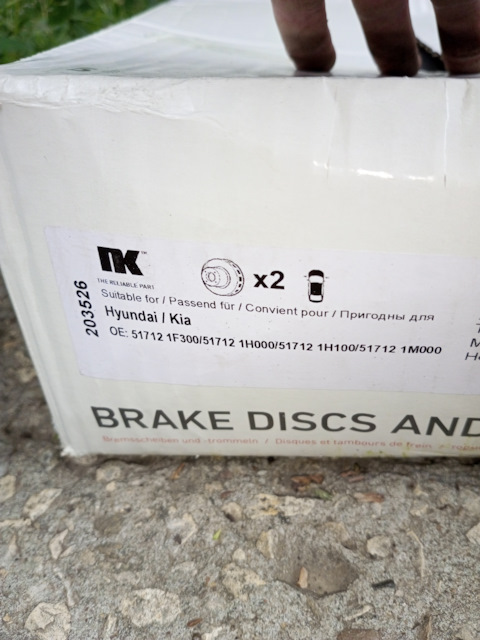 NK
THE RELIABLE PART
203526
x2
Suitable for / Passend für / Convient pour / Пригодны для
Hyundai / Kia
OE: 51712 1F300/51712 1H000/51712 1H100/51712 1M000
BRAKE DISCS AND
Bremsscheiben und -trommeln / Disques et tambours de frein